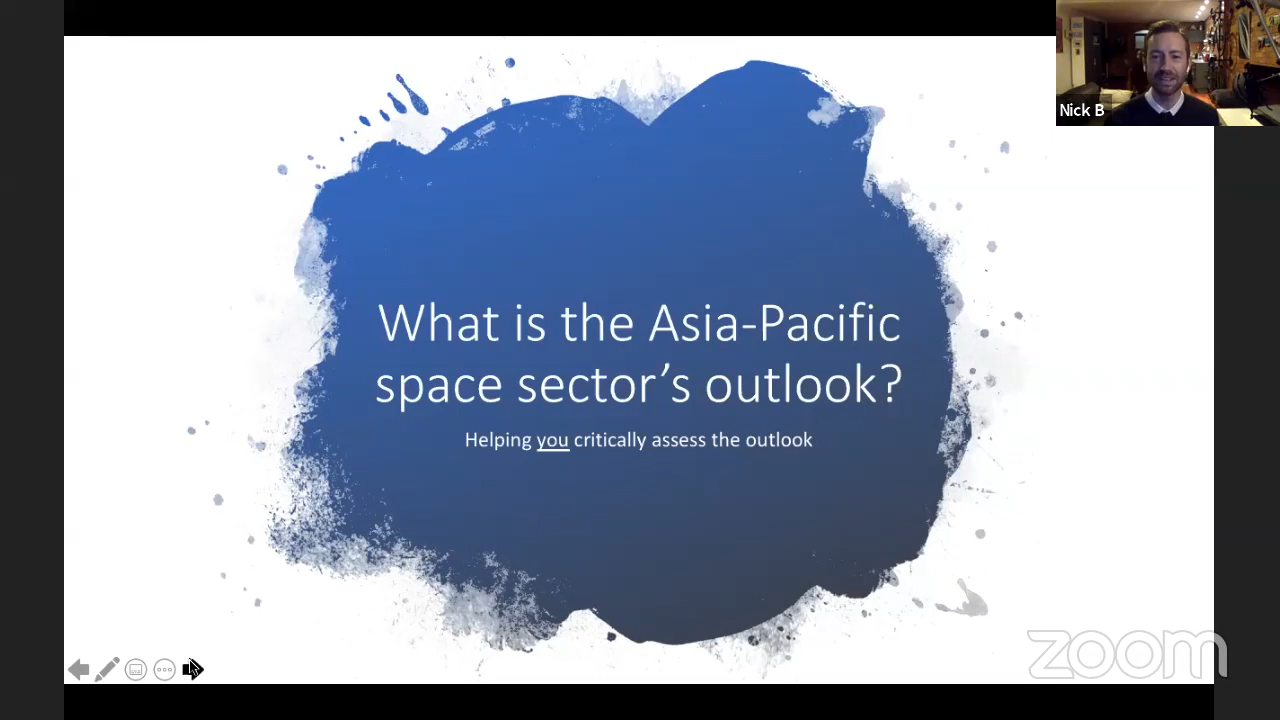 Nick B
What is the Asia-Pacific
space sector’s outlook?
Helping you critically assess the outlook
zoom